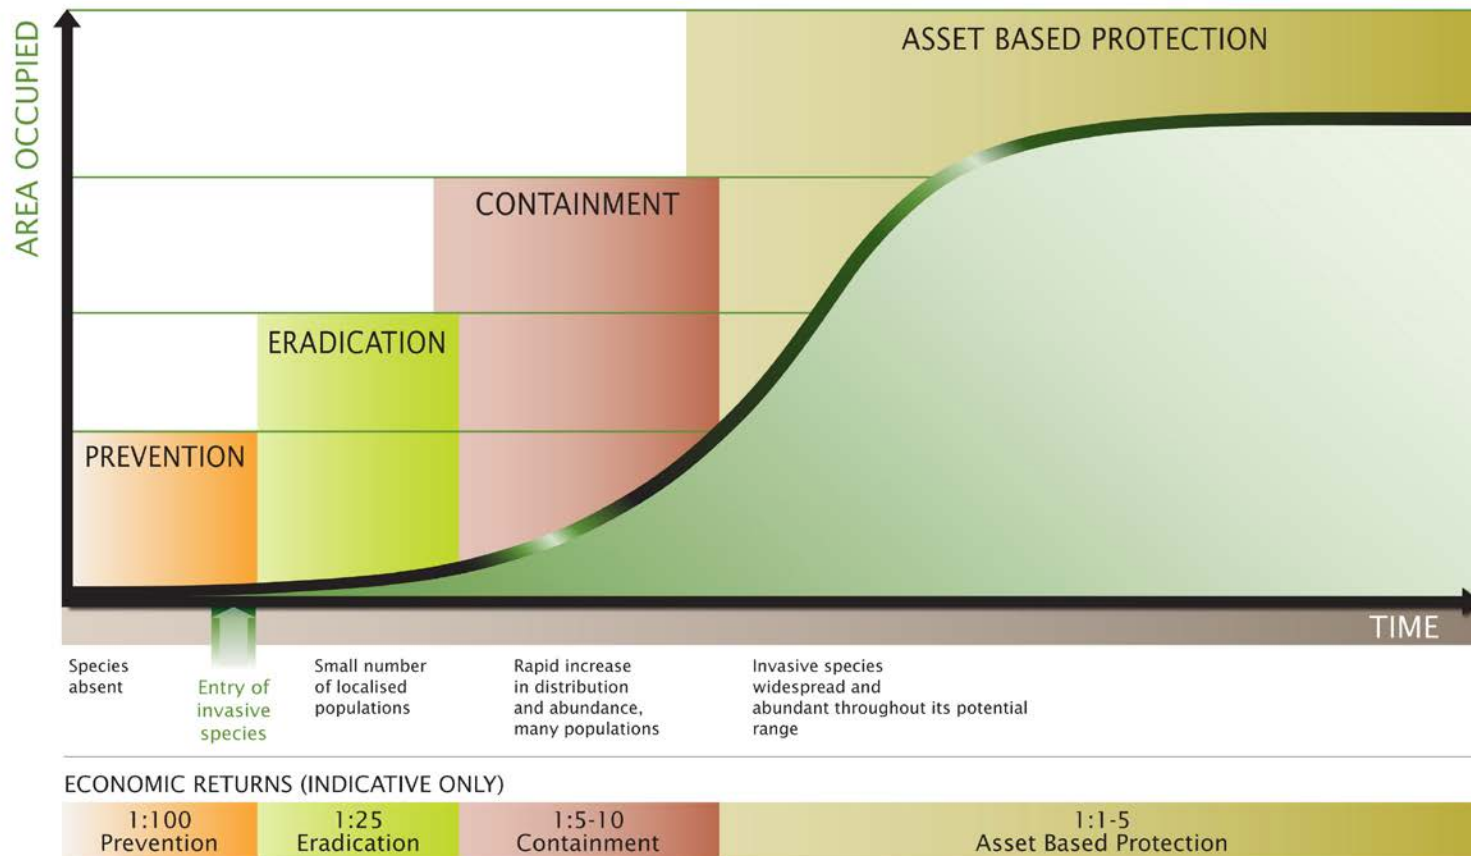 AREA OCCUPIED
ASSET BASED PROTECTION
CONTAINMENT
ERADICATION
PREVENTION
TIME
Species
absent
Entry of
invasive
species
Small number
of localised
populations
Rapid increase
in distribution
and abundance,
many populations
Invasive species
widespread and
abundant throughout its potential
range
ECONOMIC RETURNS (INDICATIVE ONLY)
1:100
Prevention
1:25
Eradication
1:5-10
Containment
1:1-5
Asset Based Protection